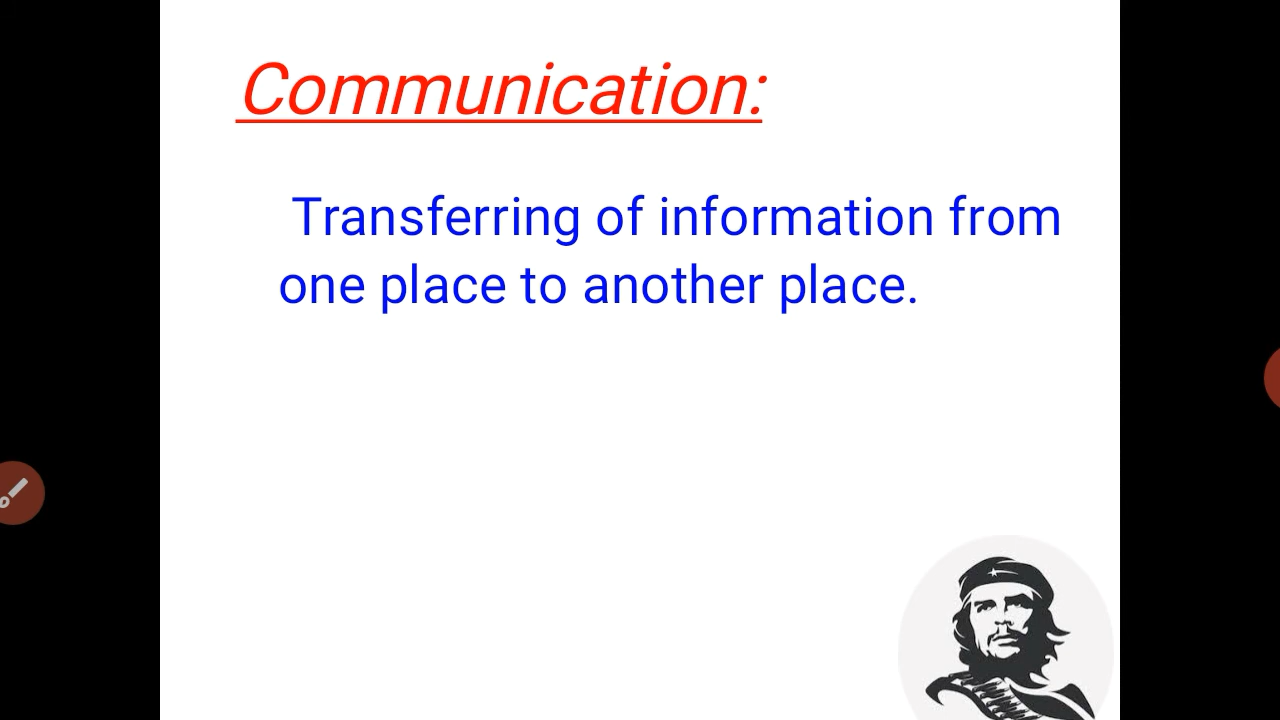 Communication:
Transferring of information from
one place to another place.